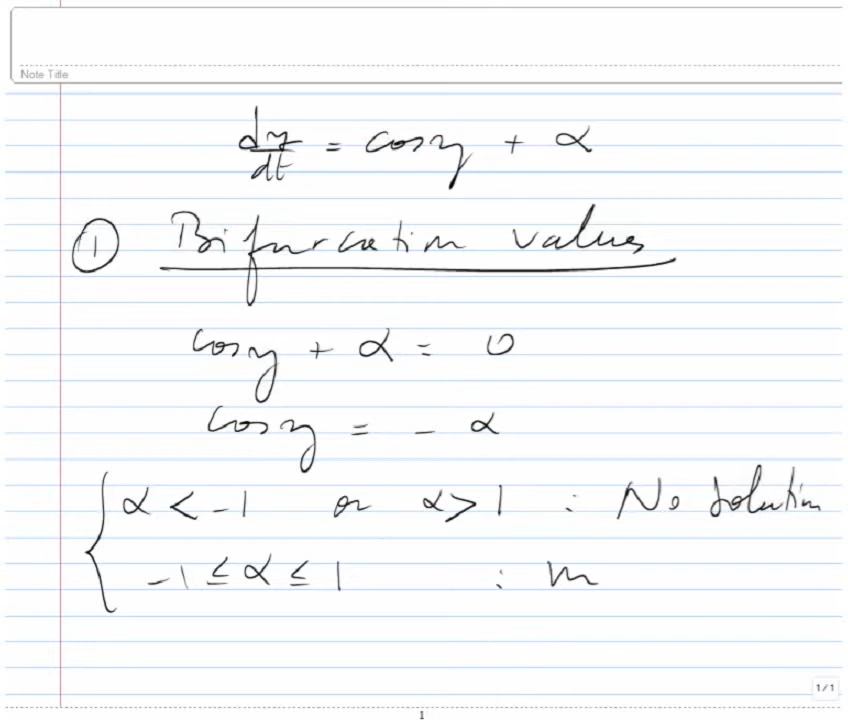 Note Title
dy/dt = cos y + α
① Bifurcation values
cos y + α = 0
cos y = - α
α < -1 or α > 1 : No solution
-1 ≤ α ≤ 1 : m
1/1
1